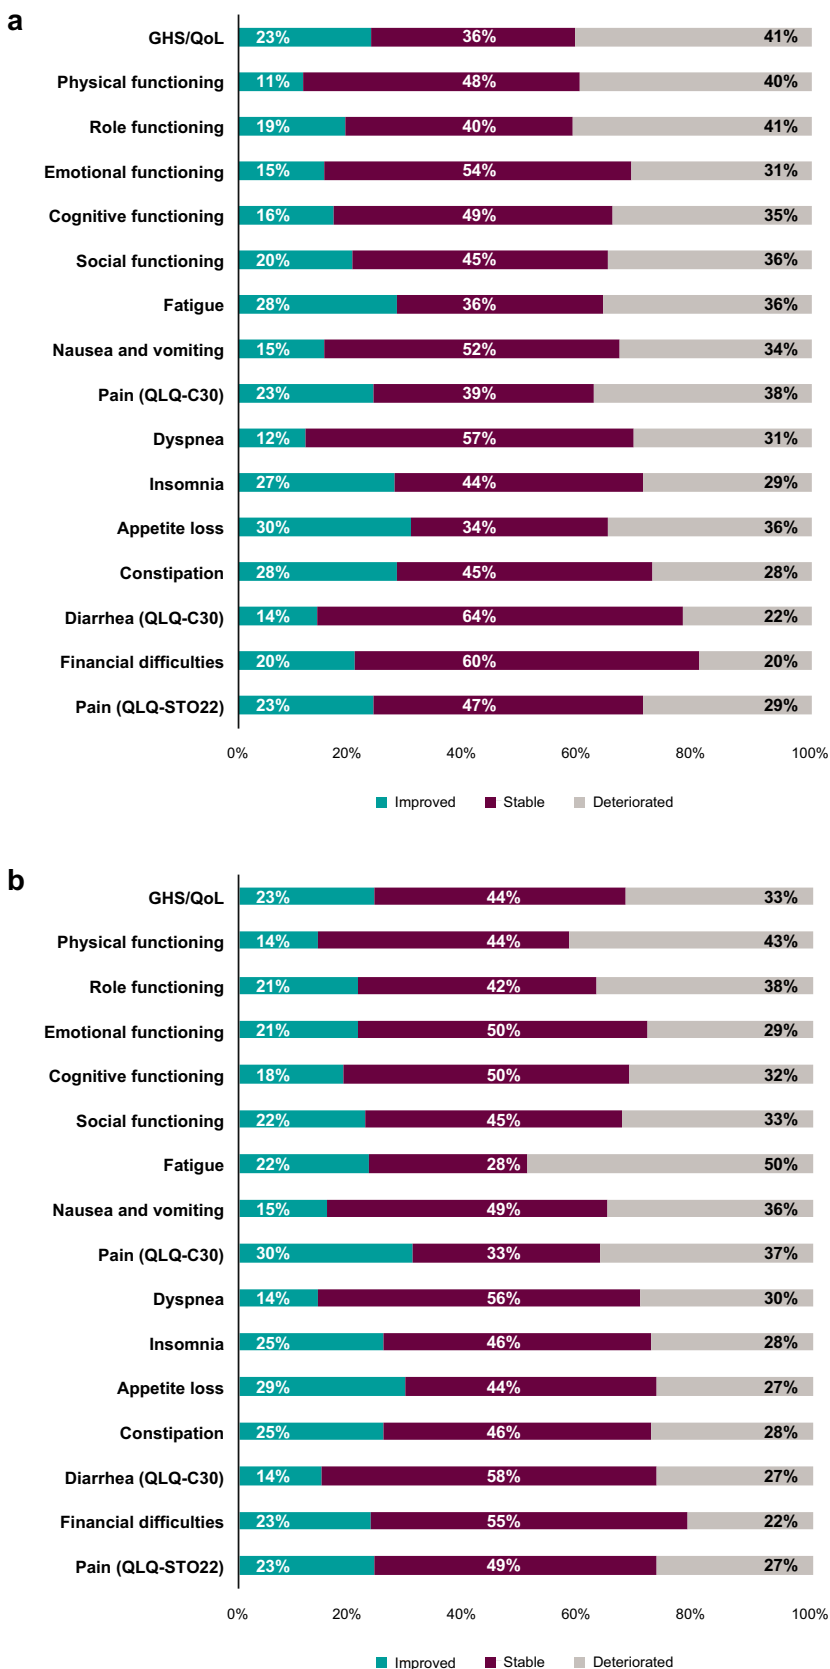 a
GHS/QoL 23% 36% 41%
Physical functioning 11% 48% 40%
Role functioning 19% 40% 41%
Emotional functioning 15% 54% 31%
Cognitive functioning 16% 49% 35%
Social functioning 20% 45% 36%
Fatigue 28% 36% 36%
Nausea and vomiting 15% 52% 34%
Pain (QLQ-C30) 23% 39% 38%
Dyspnea 12% 57% 31%
Insomnia 27% 44% 29%
Appetite loss 30% 34% 36%
Constipation 28% 45% 28%
Diarrhea (QLQ-C30) 14% 64% 22%
Financial difficulties 20% 60% 20%
Pain (QLQ-STO22) 23% 47% 29%
0% 20% 40% 60% 80% 100%
Improved Stable Deteriorated
b
GHS/QoL 23% 44% 33%
Physical functioning 14% 44% 43%
Role functioning 21% 42% 38%
Emotional functioning 21% 50% 29%
Cognitive functioning 18% 50% 32%
Social functioning 22% 45% 33%
Fatigue 22% 28% 50%
Nausea and vomiting 15% 49% 36%
Pain (QLQ-C30) 30% 33% 37%
Dyspnea 14% 56% 30%
Insomnia 25% 46% 28%
Appetite loss 29% 44% 27%
Constipation 25% 46% 28%
Diarrhea (QLQ-C30) 14% 58% 27%
Financial difficulties 23% 55% 22%
Pain (QLQ-STO22) 23% 49% 27%
0% 20% 40% 60% 80% 100%
Improved Stable Deteriorated